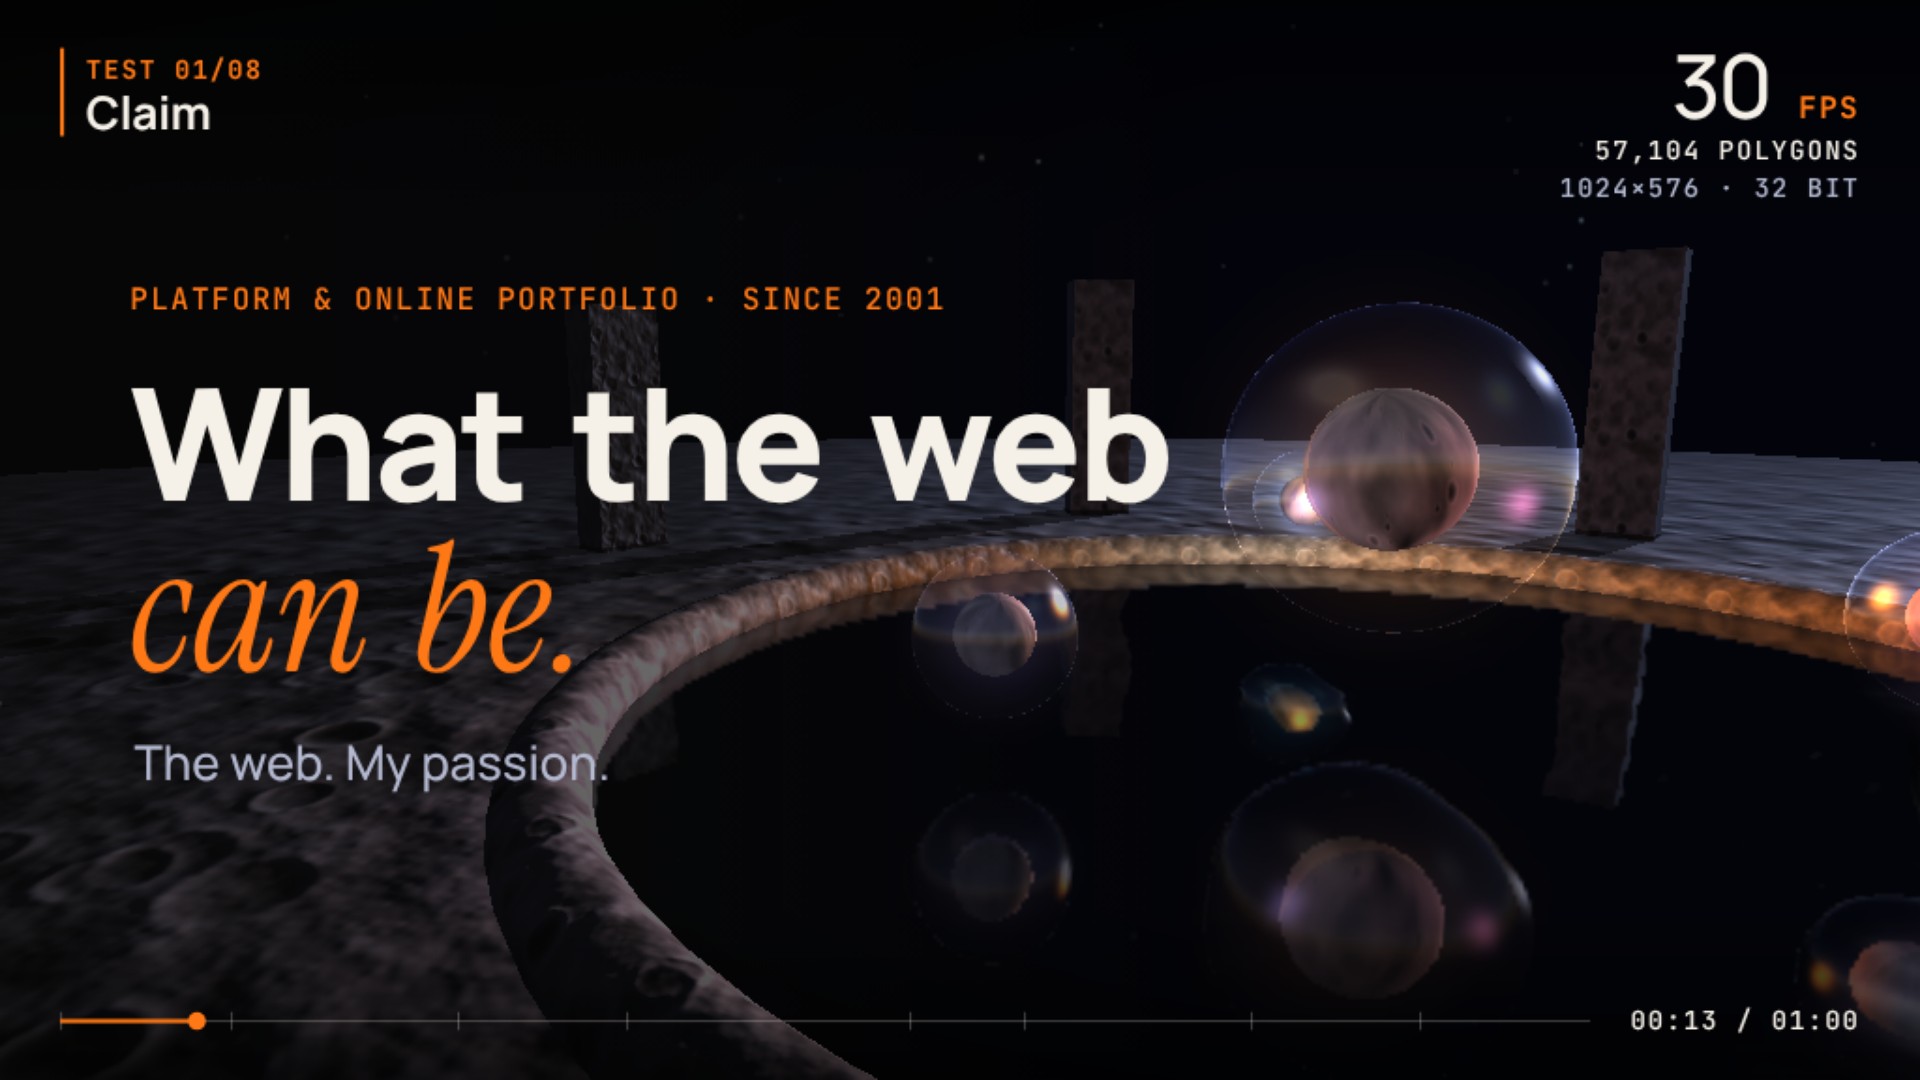 TEST 01/08
Claim
30 FPS
57,104 POLYGONS
1024×576 · 32 BIT
PLATFORM & ONLINE PORTFOLIO · SINCE 2001
What the web
can be.
The web. My passion.
00:13 / 01:00